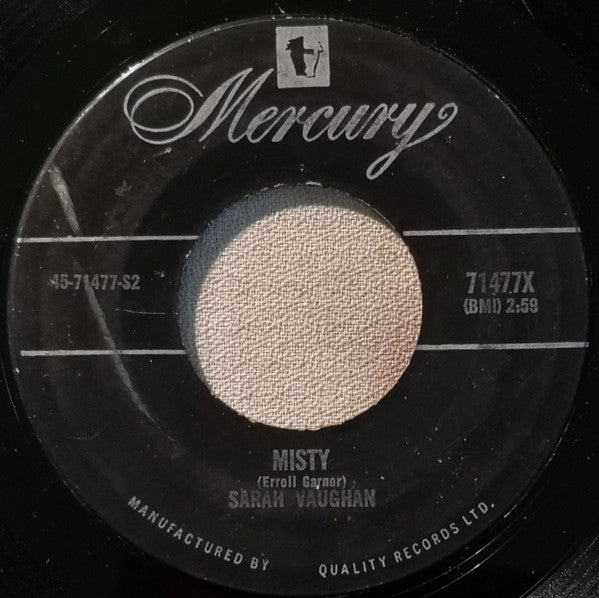 Mercury
45-71477-S2
71477X
(BMI) 2:59
MISTY
(Erroll Garner)
SARAH VAUGHAN
MANUFACTURED BY QUALITY RECORDS LTD.